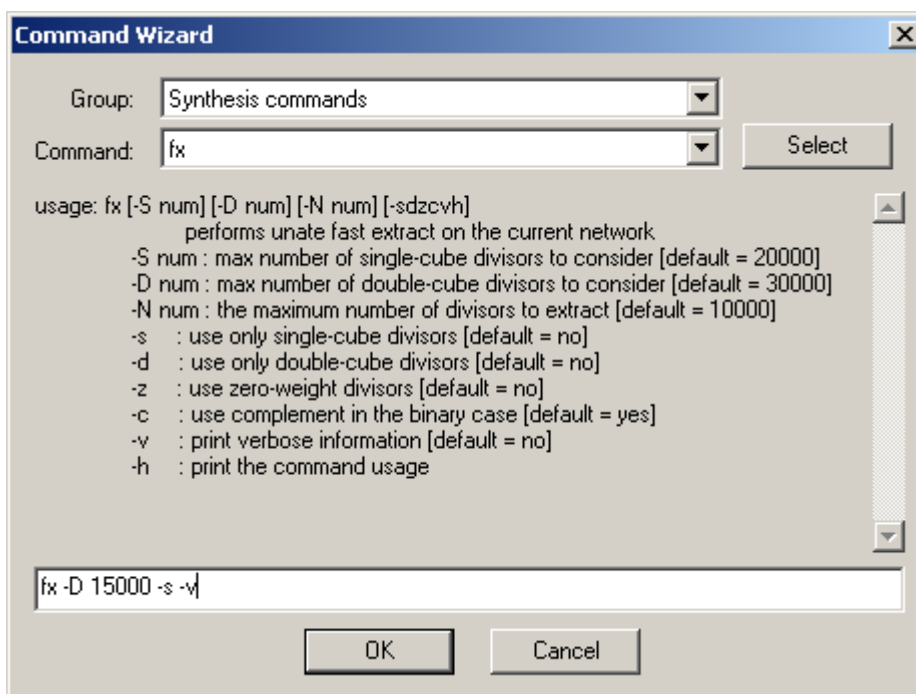 Command Wizard
Group: Synthesis commands
Command: fx Select
usage: fx [-S num] [-D num] [-N num] [-sdzcvh]
performs unate fast extract on the current network
-S num : max number of single-cube divisors to consider [default = 20000]
-D num : max number of double-cube divisors to consider [default = 30000]
-N num : the maximum number of divisors to extract [default = 10000]
-s : use only single-cube divisors [default = no]
-d : use only double-cube divisors [default = no]
-z : use zero-weight divisors [default = no]
-c : use complement in the binary case [default = yes]
-v : print verbose information [default = no]
-h : print the command usage
fx -D 15000 -s -v
OK Cancel